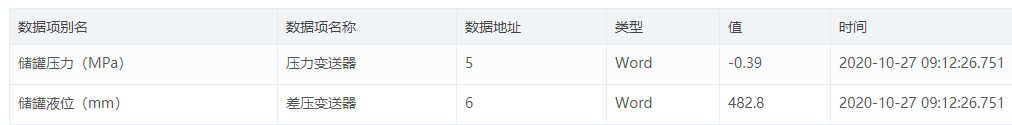 数据项别名 数据项名称 数据地址 类型 值 时间
储罐压力（MPa） 压力变送器 5 Word -0.39 2020-10-27 09:12:26.751
储罐液位（mm） 差压变送器 6 Word 482.8 2020-10-27 09:12:26.751